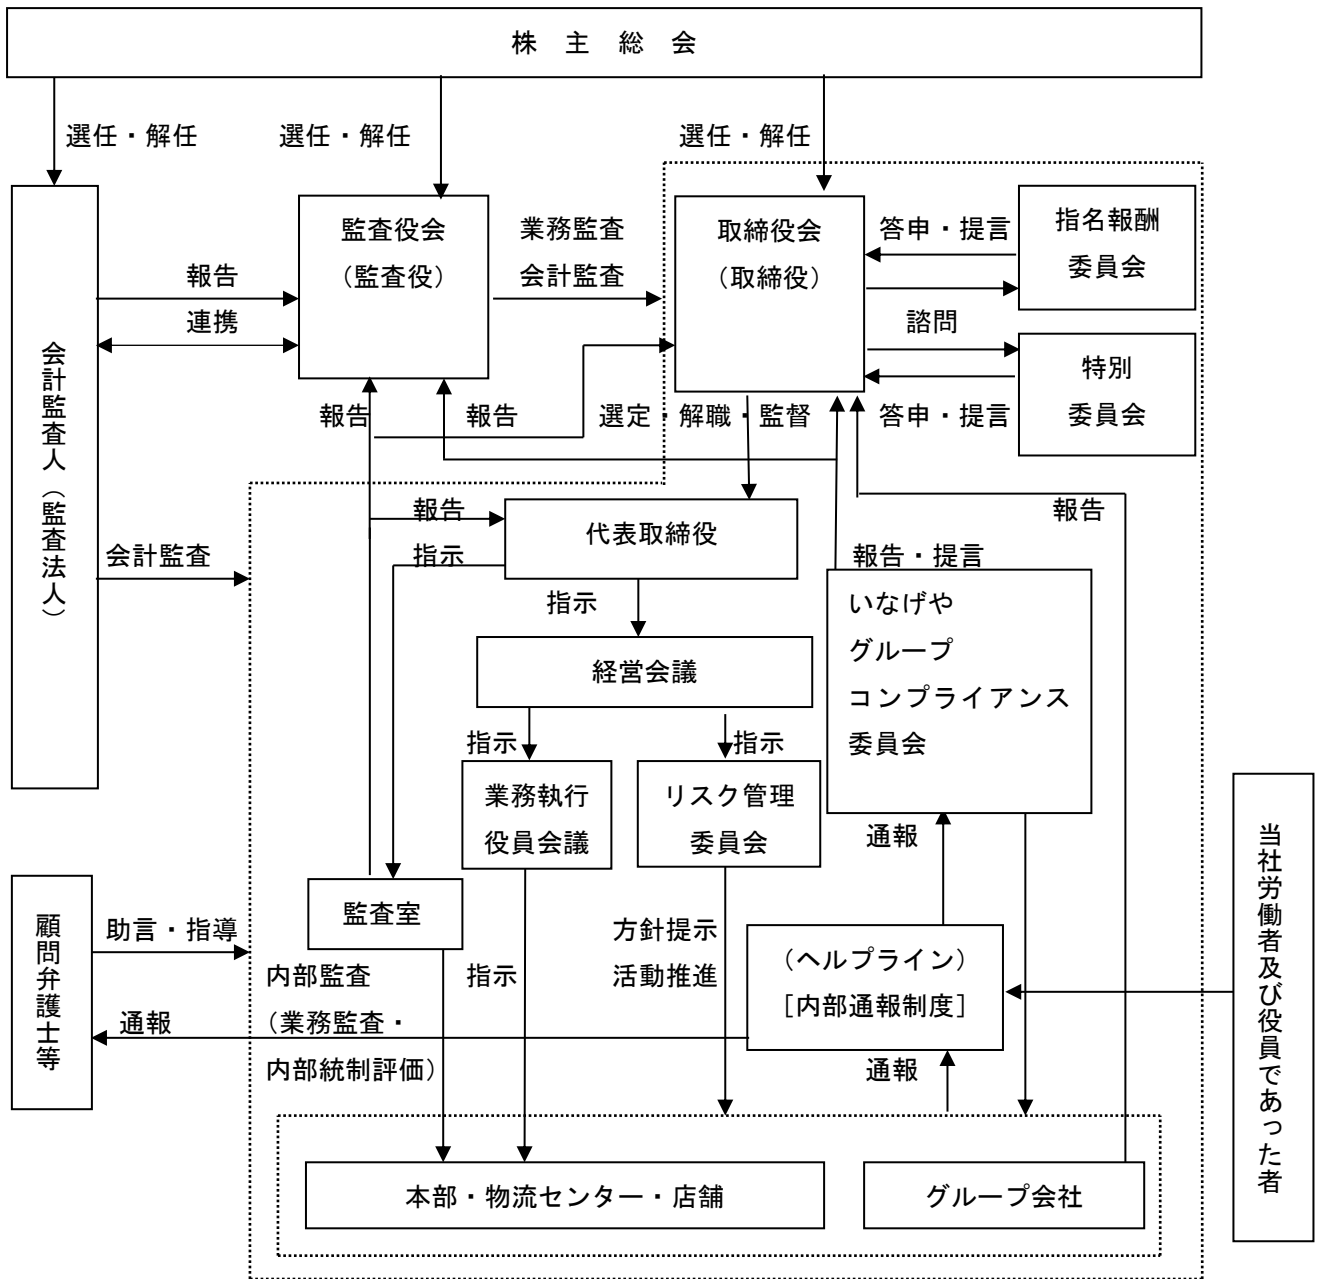 株 主 総 会
選任・解任
選任・解任
選任・解任
監査役会
（監査役）
業務監査
会計監査
取締役会
（取締役）
答申・提言
指名報酬
委員会
報告
連携
諮問
特別
委員会
会計監査人（監査法人）
報告
報告
選定・解職・監督
答申・提言
報告
代表取締役
報告
会計監査
指示
報告・提言
指示
いなげや
グループ
コンプライアンス
委員会
経営会議
指示
指示
業務執行
役員会議
リスク管理
委員会
通報
当社労働者及び役員であった者
監査室
顧問弁護士等
助言・指導
方針提示
活動推進
（ヘルプライン）
［内部通報制度］
内部監査
（業務監査・
内部統制評価）
指示
通報
通報
本部・物流センター・店舗
グループ会社